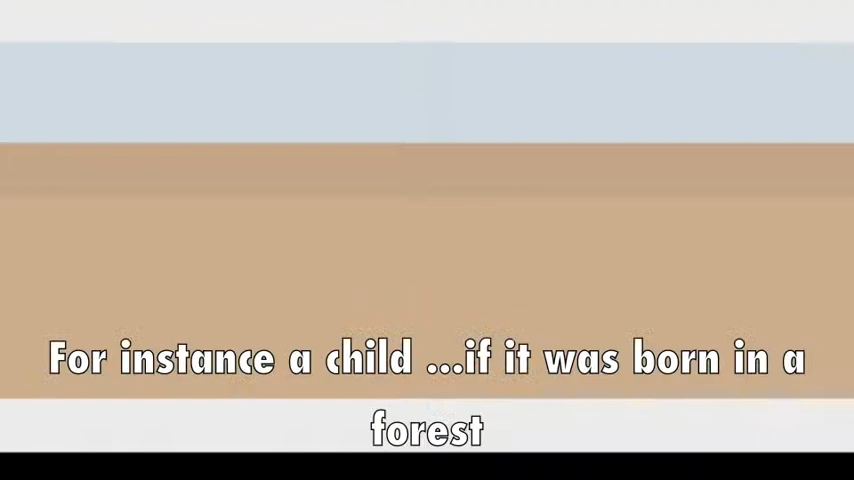 For instance a child ...if it was born in a
forest